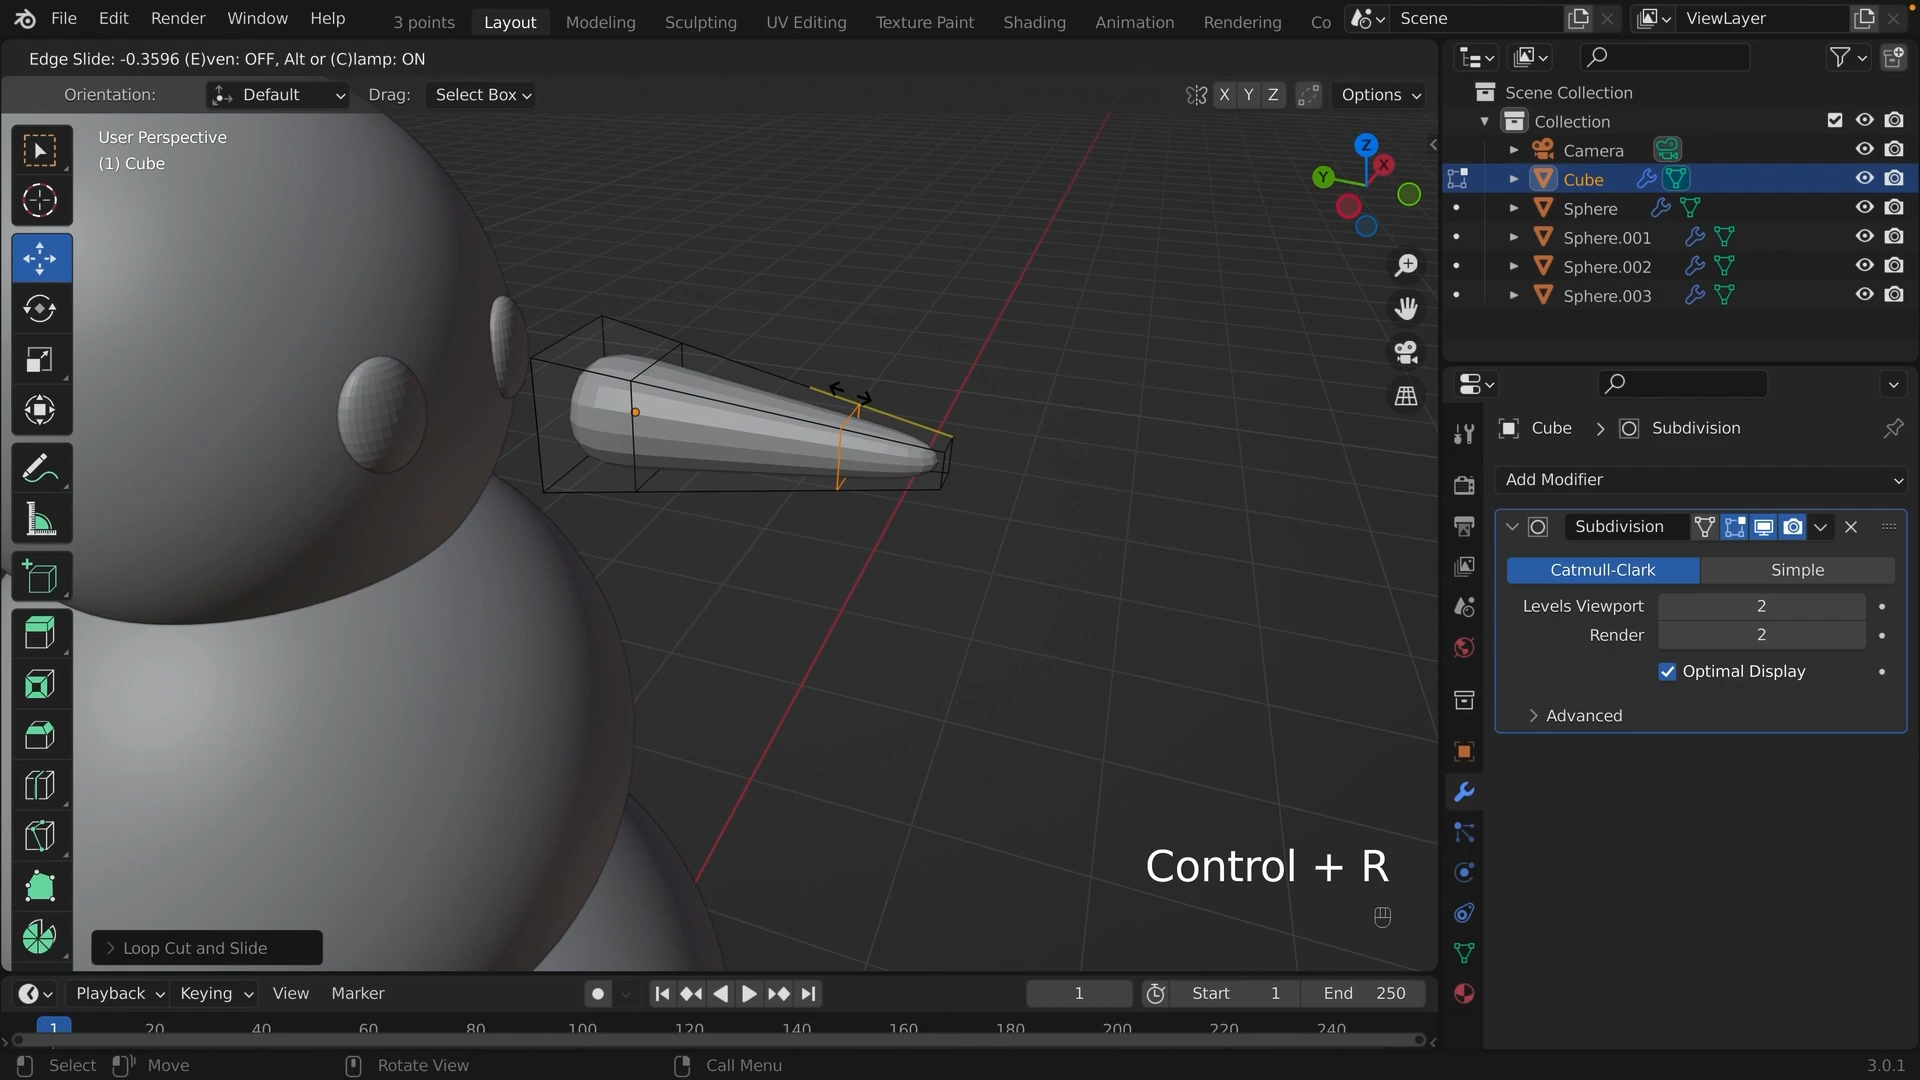 File Edit Render Window Help 3 points Layout Modeling Sculpting UV Editing Texture Paint Shading Animation Rendering Co Scene ViewLayer
Edge Slide: -0.3596 (E)ven: OFF, Alt or (C)lamp: ON
Orientation: Default Drag: Select Box X Y Z Options
User Perspective
(1) Cube
Z
X
Y
Scene Collection
Collection
Camera
Cube
Sphere
Sphere.001
Sphere.002
Sphere.003
Cube > Subdivision
Add Modifier
Subdivision
Catmull-Clark Simple
Levels Viewport 2
Render 2
Optimal Display
Advanced
Control + R
Loop Cut and Slide
Playback Keying View Marker 1 Start 1 End 250
1 20 40 60 80 100 120 140 160 180 200 220 240
Select Move Rotate View Call Menu 3.0.1